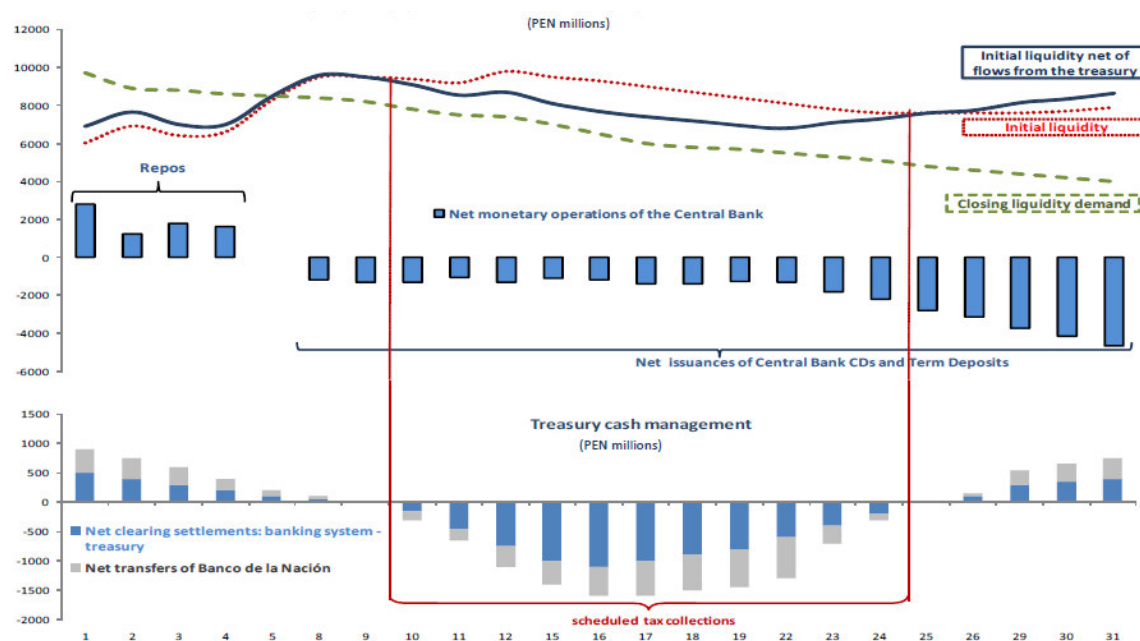 (PEN millions)
12000
10000
8000
6000
4000
2000
0
-2000
-4000
-6000
Initial liquidity net of
flows from the treasury
Initial liquidity
Closing liquidity demand
Repos
Net monetary operations of the Central Bank
Net issuances of Central Bank CDs and Term Deposits
Treasury cash management
(PEN millions)
1500
1000
500
0
-500
-1000
-1500
-2000
Net clearing settlements: banking system -
treasury
Net transfers of Banco de la Nación
scheduled tax collections
1 2 3 4 5 8 9 10 11 12 15 16 17 18 19 22 23 24 25 26 29 30 31